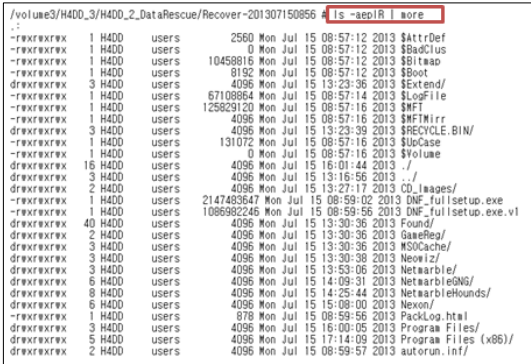 /volume3/H4DD_3/H4DD_2_DataRescue/Recover-201307150856 # ls -aeplR | more
.:
-rwxrwxrwx 1 H4DD users 2560 Mon Jul 15 08:57:12 2013 $AttrDef
-rwxrwxrwx 1 H4DD users 0 Mon Jul 15 08:57:12 2013 $BadClus
-rwxrwxrwx 1 H4DD users 10458816 Mon Jul 15 08:57:12 2013 $Bitmap
-rwxrwxrwx 1 H4DD users 8192 Mon Jul 15 08:57:12 2013 $Boot
drwxrwxrwx 3 H4DD users 4096 Mon Jul 15 13:23:36 2013 $Extend/
-rwxrwxrwx 1 H4DD users 67108864 Mon Jul 15 08:57:14 2013 $LogFile
-rwxrwxrwx 1 H4DD users 125829120 Mon Jul 15 08:57:16 2013 $MFT
-rwxrwxrwx 1 H4DD users 4096 Mon Jul 15 08:57:16 2013 $MFTMirr
drwxrwxrwx 3 H4DD users 4096 Mon Jul 15 13:23:39 2013 $RECYCLE.BIN/
-rwxrwxrwx 1 H4DD users 131072 Mon Jul 15 08:57:16 2013 $UpCase
-rwxrwxrwx 1 H4DD users 0 Mon Jul 15 08:57:16 2013 $Volume
drwxrwxrwx 16 H4DD users 4096 Mon Jul 15 16:01:44 2013 ./
drwxrwxrwx 3 H4DD users 4096 Mon Jul 15 13:16:56 2013 ../
drwxrwxrwx 2 H4DD users 4096 Mon Jul 15 13:27:17 2013 CD_Images/
-rwxrwxrwx 1 H4DD users 2147483647 Mon Jul 15 08:59:02 2013 DNF_fullsetup.exe
-rwxrwxrwx 1 H4DD users 1086982246 Mon Jul 15 08:59:56 2013 DNF_fullsetup.exe.v1
drwxrwxrwx 40 H4DD users 4096 Mon Jul 15 13:30:36 2013 Found/
drwxrwxrwx 2 H4DD users 4096 Mon Jul 15 13:30:36 2013 GameReg/
drwxrwxrwx 3 H4DD users 4096 Mon Jul 15 13:30:36 2013 MSOCache/
drwxrwxrwx 3 H4DD users 4096 Mon Jul 15 13:30:38 2013 Neowiz/
drwxrwxrwx 3 H4DD users 4096 Mon Jul 15 13:53:06 2013 Netmarble/
drwxrwxrwx 6 H4DD users 4096 Mon Jul 15 14:09:31 2013 NetmarbleGNG/
drwxrwxrwx 8 H4DD users 4096 Mon Jul 15 14:25:44 2013 NetmarbleHounds/
drwxrwxrwx 6 H4DD users 4096 Mon Jul 15 15:08:00 2013 Nexon/
-rwxrwxrwx 1 H4DD users 878 Mon Jul 15 08:59:56 2013 PackLog.html
drwxrwxrwx 3 H4DD users 4096 Mon Jul 15 16:00:05 2013 Program Files/
drwxrwxrwx 5 H4DD users 4096 Mon Jul 15 17:14:09 2013 Program Files (x86)/
drwxrwxrwx 2 H4DD users 4096 Mon Jul 15 08:59:57 2013 autorun.inf/